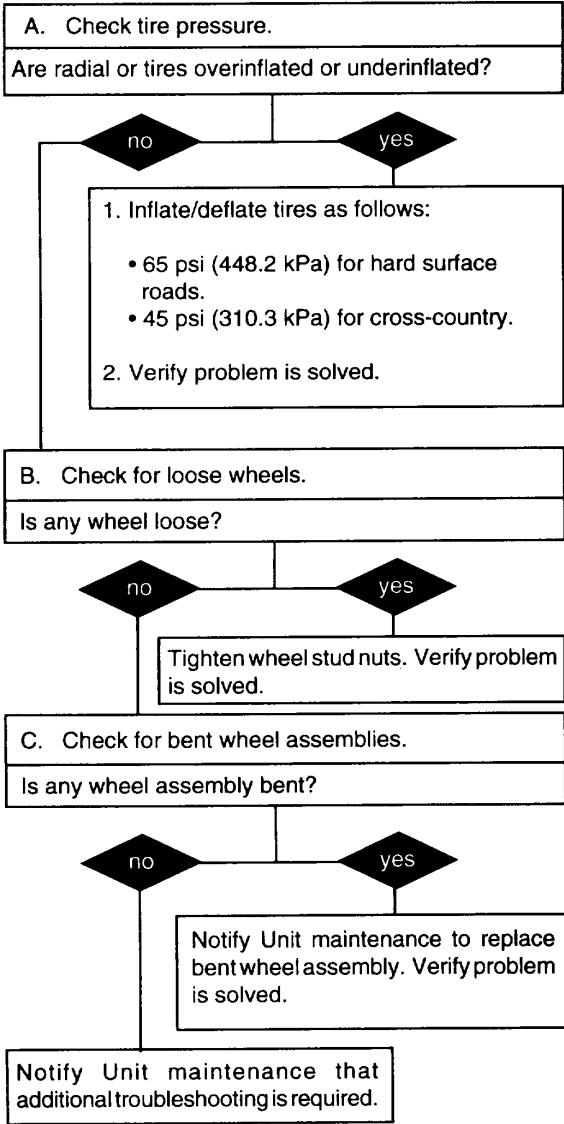 A. Check tire pressure.
Are radial or tires overinflated or underinflated?
no
yes
1. Inflate/deflate tires as follows:
• 65 psi (448.2 kPa) for hard surface
roads.
• 45 psi (310.3 kPa) for cross-country.
2. Verify problem is solved.
B. Check for loose wheels.
Is any wheel loose?
no
yes
Tighten wheel stud nuts. Verify problem
is solved.
C. Check for bent wheel assemblies.
Is any wheel assembly bent?
no
yes
Notify Unit maintenance to replace
bent wheel assembly. Verify problem
is solved.
Notify Unit maintenance that
additional troubleshooting is required.